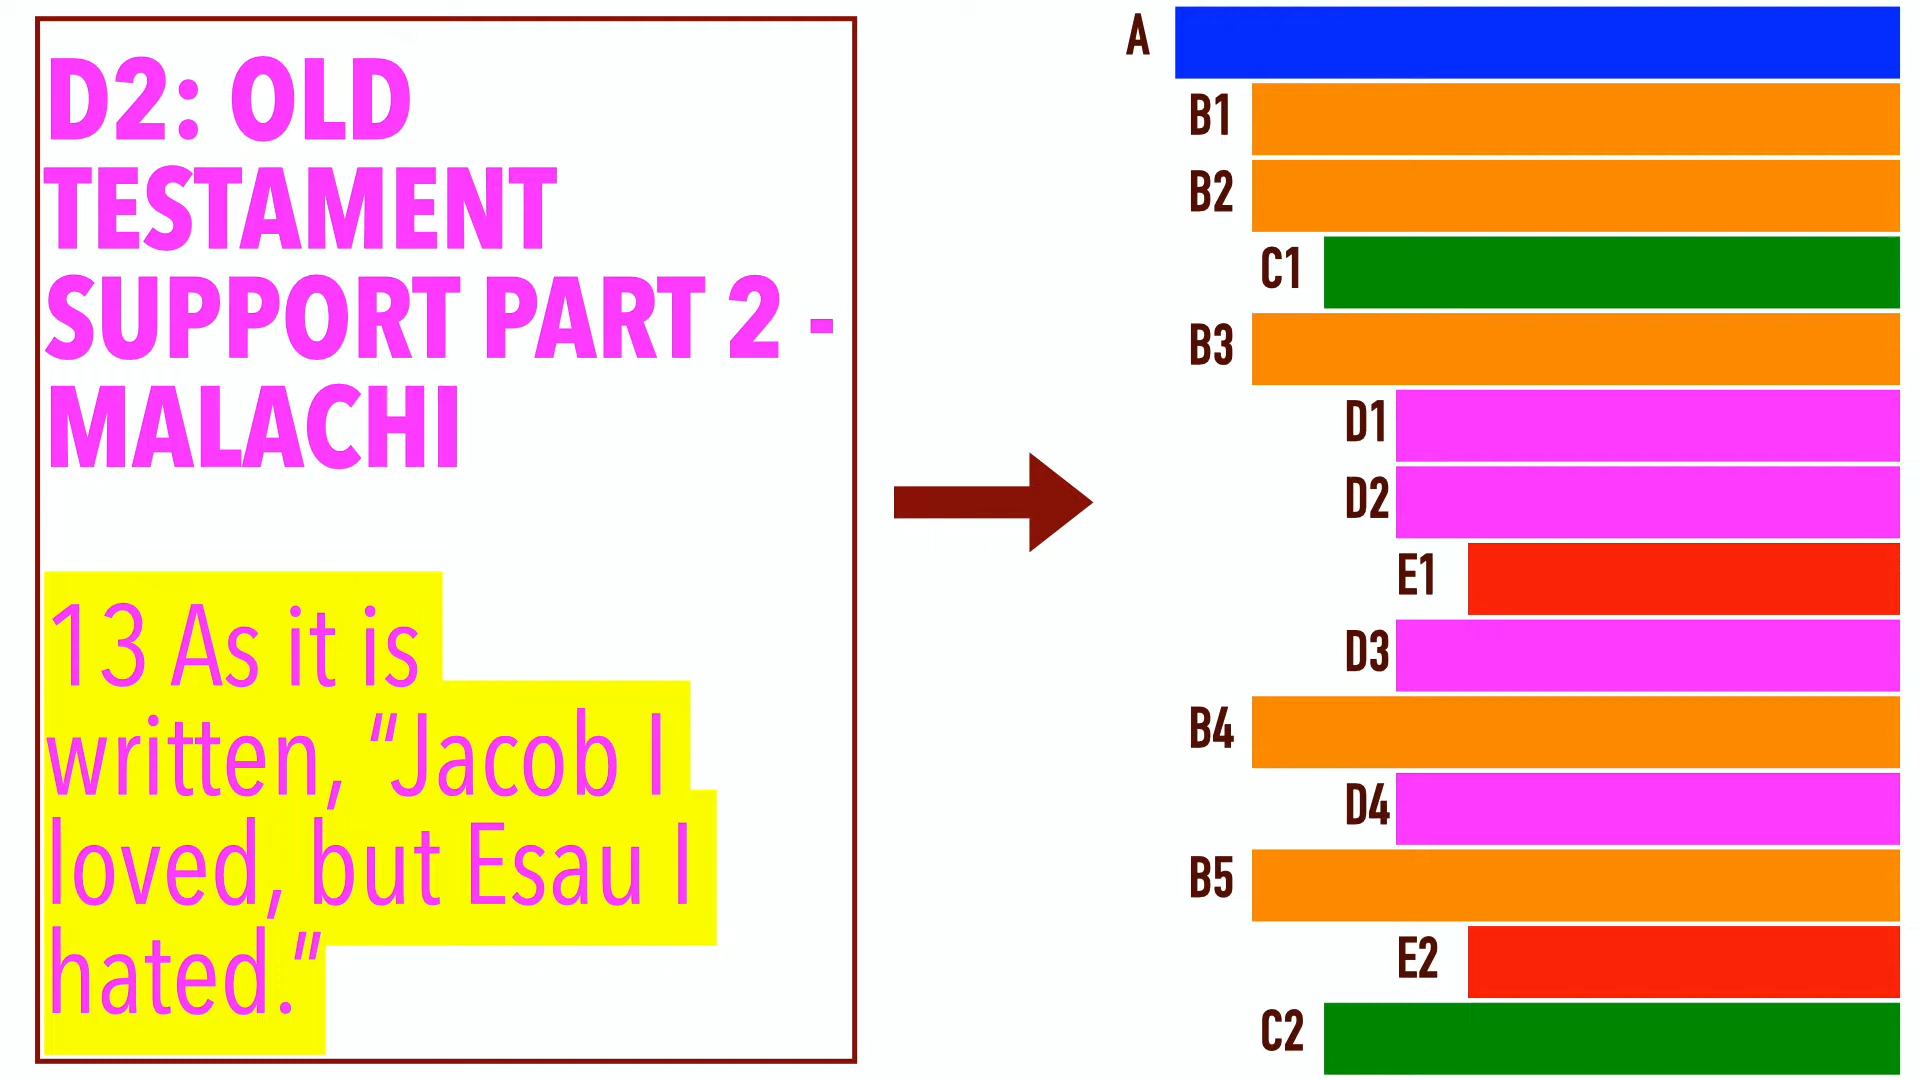 D2: OLD
TESTAMENT
SUPPORT PART 2 -
MALACHI
13 As it is
written, “Jacob I
loved, but Esau I
hated.”
A
B1
B2
C1
B3
D1
D2
E1
D3
B4
D4
B5
E2
C2